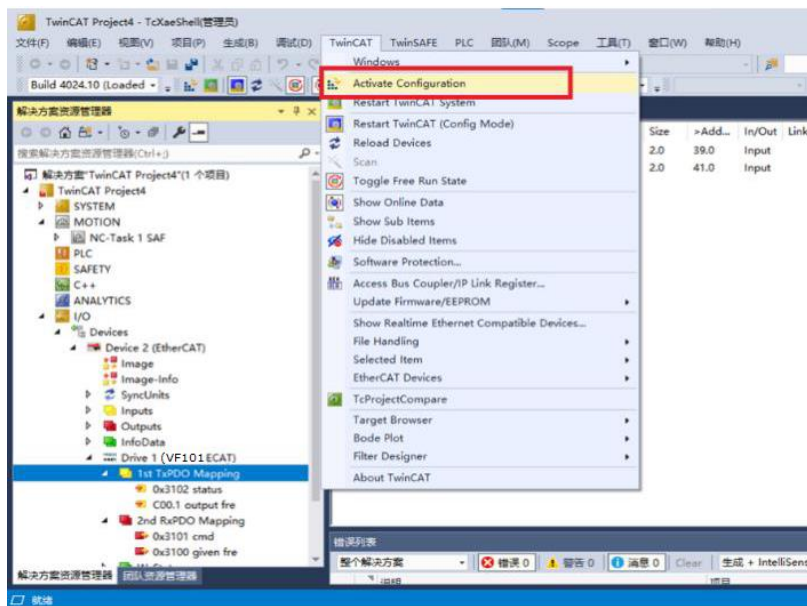 TwinCAT Project4 - TcXaeShell(管理员)
文件(F) 编辑(E) 视图(V) 项目(P) 生成(B) 调试(D) TwinCAT TwinSAFE PLC 团队(M) Scope 工具(T) 窗口(W) 帮助(H)
Build 4024.10 (Loaded
Windows
Activate Configuration
Restart TwinCAT System
Restart TwinCAT (Config Mode)
Reload Devices
Scan
Toggle Free Run State
Show Online Data
Show Sub Items
Hide Disabled Items
Software Protection...
Access Bus Coupler/IP Link Register...
Update Firmware/EEPROM
Show Realtime Ethernet Compatible Devices...
File Handling
Selected Item
EtherCAT Devices
TcProjectCompare
Target Browser
Bode Plot
Filter Designer
About TwinCAT
Size >Add... In/Out Link
2.0 39.0 Input
2.0 41.0 Input
解决方案资源管理器
搜索解决方案资源管理器(Ctrl+;)
解决方案"TwinCAT Project4"(1 个项目)
TwinCAT Project4
SYSTEM
MOTION
NC-Task 1 SAF
PLC
SAFETY
C++
ANALYTICS
I/O
Devices
Device 2 (EtherCAT)
Image
Image-Info
SyncUnits
Inputs
Outputs
InfoData
Drive 1 (VF101ECAT)
1st TxPDO Mapping
0x3102 status
C00.1 output fre
2nd RxPDO Mapping
0x3101 cmd
0x3100 given fre
解决方案资源管理器 团队资源管理器
错误列表
整个解决方案 错误 0 警告 0 消息 0 Clear 生成 + IntelliSens
说明 项目
就绪